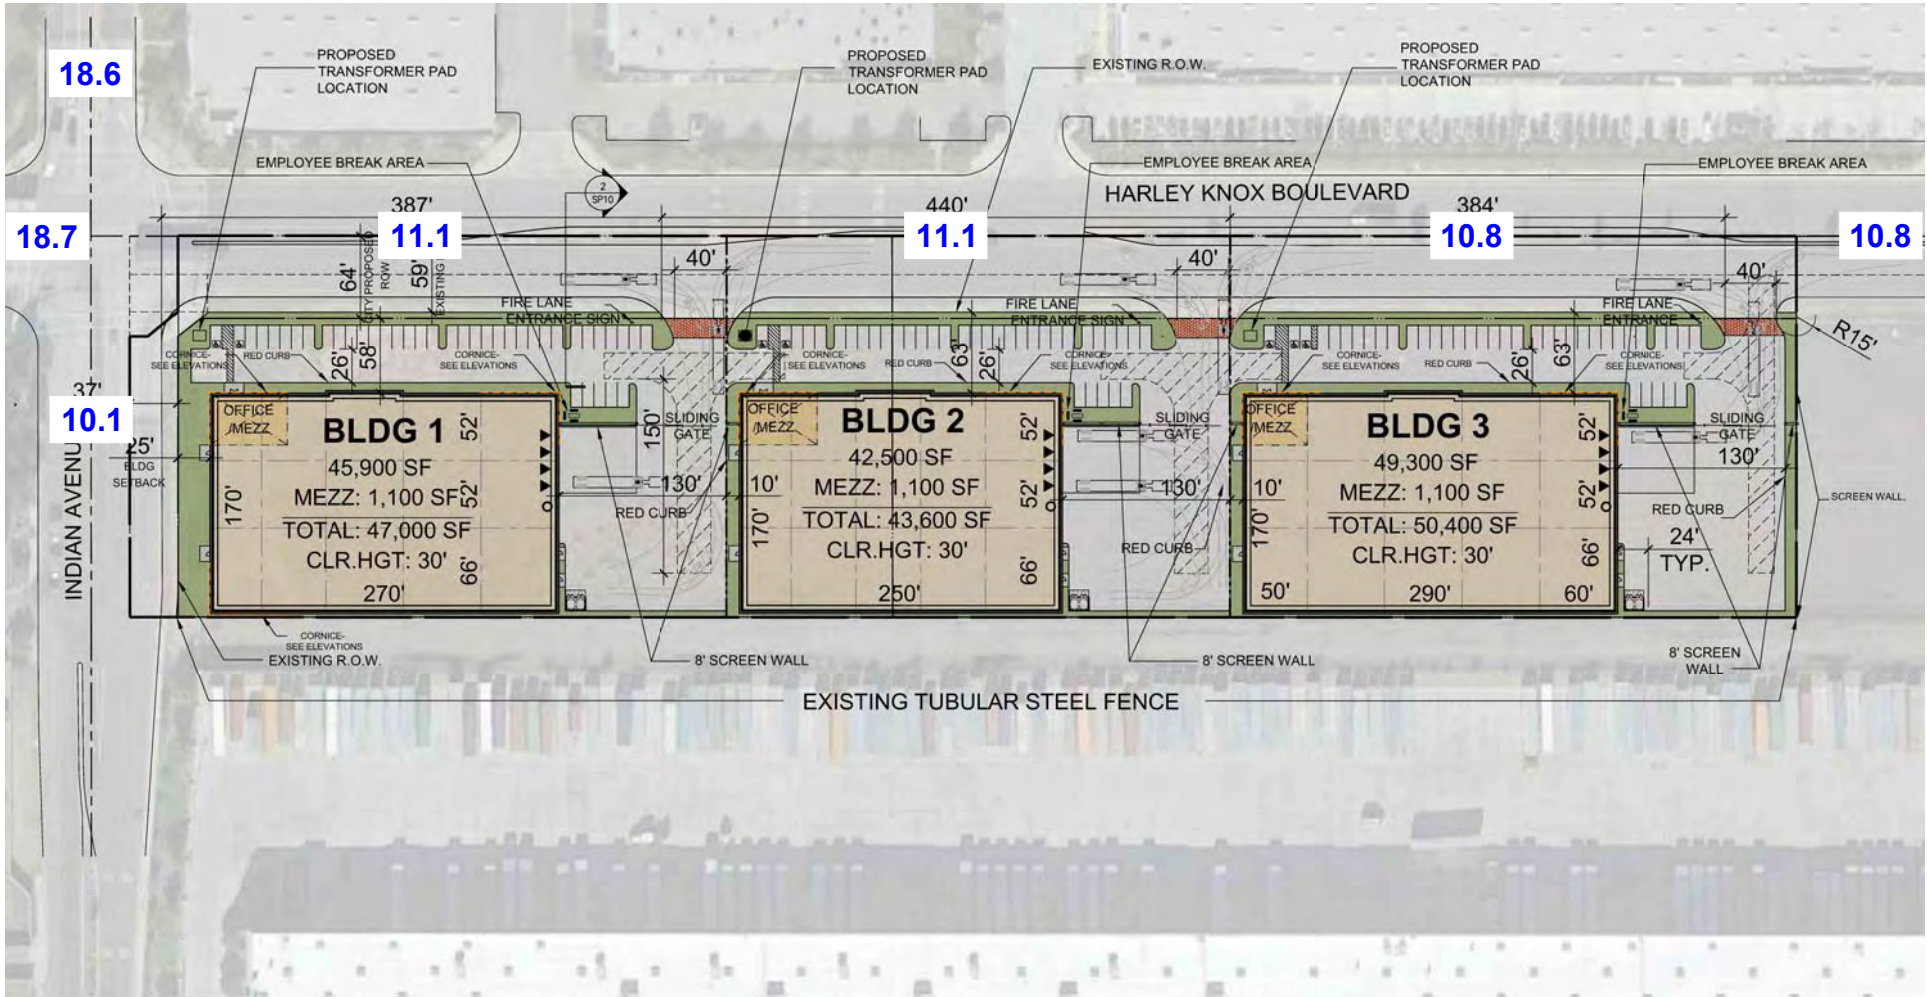 PROPOSED
TRANSFORMER PAD
LOCATION
PROPOSED
TRANSFORMER PAD
LOCATION
EXISTING R.O.W.
PROPOSED
TRANSFORMER PAD
LOCATION
18.6
EMPLOYEE BREAK AREA
EMPLOYEE BREAK AREA
EMPLOYEE BREAK AREA
2
SP10
HARLEY KNOX BOULEVARD
387'
440'
384'
18.7
11.1
11.1
10.8
10.8
40'
40'
40'
64'
CITY PROPOSED
ROW
59'
EXISTING
FIRE LANE
ENTRANCE SIGN
FIRE LANE
ENTRANCE SIGN
FIRE LANE
ENTRANCE
R15'
CORNICE-
SEE ELEVATIONS
RED CURB
26'
58'
CORNICE-
SEE ELEVATIONS
CORNICE-
SEE ELEVATIONS
RED CURB
63'
26'
CORNICE-
SEE ELEVATIONS
CORNICE-
SEE ELEVATIONS
RED CURB
26'
63'
CORNICE-
SEE ELEVATIONS
37'
10.1
INDIAN AVENU
25'
BLDG
SETBACK
OFFICE
/MEZZ
BLDG 1
45,900 SF
MEZZ: 1,100 SF
TOTAL: 47,000 SF
CLR.HGT: 30'
270'
170'
52'
52'
66'
150'
SLIDING
GATE
130'
RED CURB
OFFICE
/MEZZ
BLDG 2
42,500 SF
MEZZ: 1,100 SF
TOTAL: 43,600 SF
CLR.HGT: 30'
250'
10'
170'
52'
52'
66'
SLIDING
GATE
130'
RED CURB
OFFICE
/MEZZ
BLDG 3
49,300 SF
MEZZ: 1,100 SF
TOTAL: 50,400 SF
CLR.HGT: 30'
50'
290'
60'
10'
170'
52'
52'
66'
SLIDING
GATE
130'
RED CURB
24'
TYP.
SCREEN WALL
CORNICE-
SEE ELEVATIONS
EXISTING R.O.W.
8' SCREEN WALL
8' SCREEN WALL
8' SCREEN
WALL
EXISTING TUBULAR STEEL FENCE